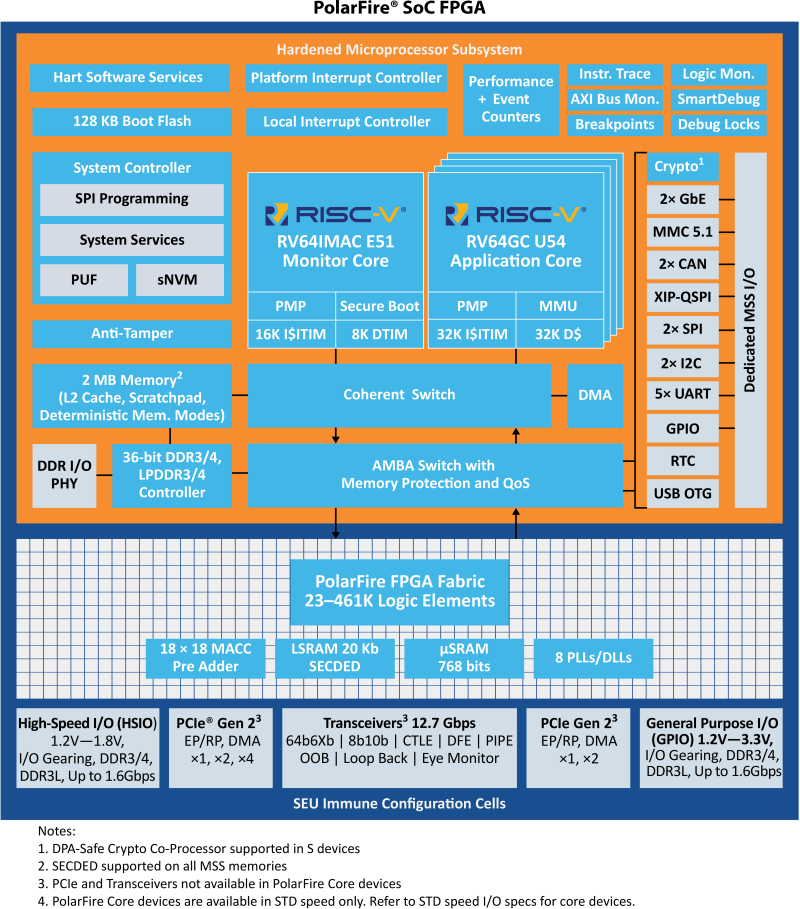 PolarFire® SoC FPGA
Hardened Microprocessor Subsystem
Hart Software Services
Platform Interrupt Controller
Performance
+ Event
Counters
Instr. Trace
Logic Mon.
AXI Bus Mon.
SmartDebug
Breakpoints
Debug Locks
128 KB Boot Flash
Local Interrupt Controller
System Controller
SPI Programming
System Services
PUF
sNVM
Anti-Tamper
RISC-V®
RV64IMAC E51
Monitor Core
PMP
Secure Boot
16K I$ITIM
8K DTIM
RISC-V®
RV64GC U54
Application Core
PMP
MMU
32K I$ITIM
32K D$
Crypto1
2× GbE
MMC 5.1
2× CAN
XIP-QSPI
2× SPI
2× I2C
5× UART
GPIO
RTC
USB OTG
Dedicated MSS I/O
2 MB Memory2
(L2 Cache, Scratchpad,
Deterministic Mem. Modes)
Coherent Switch
DMA
DDR I/O
PHY
36-bit DDR3/4,
LPDDR3/4
Controller
AMBA Switch with
Memory Protection and QoS
PolarFire FPGA Fabric
23–461K Logic Elements
18 × 18 MACC
Pre Adder
LSRAM 20 Kb
SECDED
µSRAM
768 bits
8 PLLs/DLLs
High-Speed I/O (HSIO)
1.2V—1.8V,
I/O Gearing, DDR3/4,
DDR3L, Up to 1.6Gbps
PCIe® Gen 23
EP/RP, DMA
×1, ×2, ×4
Transceivers3 12.7 Gbps
64b6Xb | 8b10b | CTLE | DFE | PIPE
OOB | Loop Back | Eye Monitor
PCIe Gen 23
EP/RP, DMA
×1, ×2
General Purpose I/O
(GPIO) 1.2V—3.3V,
I/O Gearing, DDR3/4,
DDR3L, Up to 1.6Gbps
SEU Immune Configuration Cells
Notes:
1. DPA-Safe Crypto Co-Processor supported in S devices
2. SECDED supported on all MSS memories
3. PCIe and Transceivers not available in PolarFire Core devices
4. PolarFire Core devices are available in STD speed only. Refer to STD speed I/O specs for core devices.